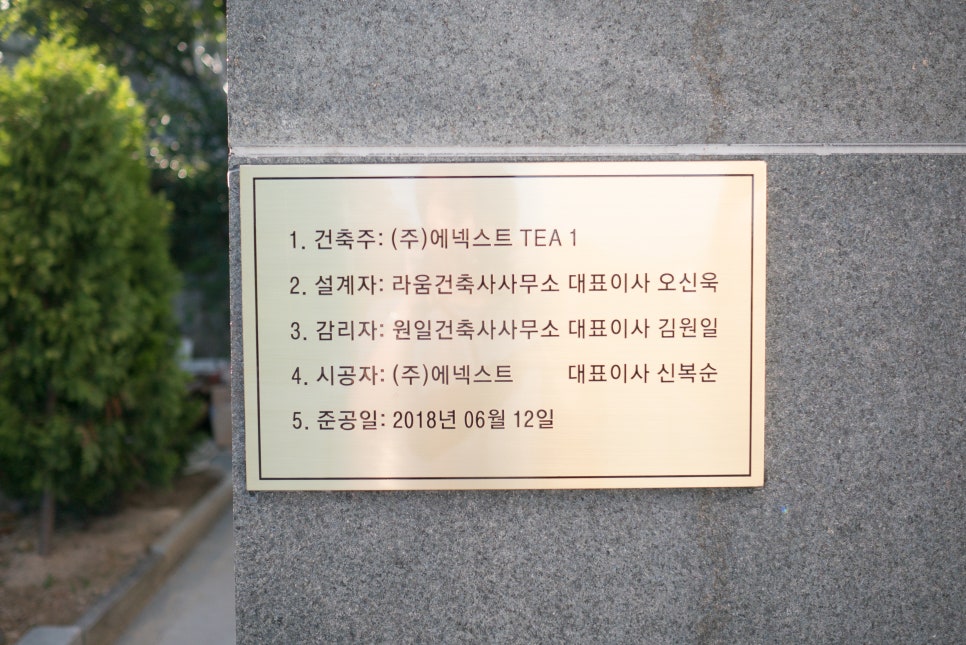 1. 건축주: (주)에넥스트 TEA 1
2. 설계자: 라움건축사사무소 대표이사 오신욱
3. 감리자: 원일건축사사무소 대표이사 김원일
4. 시공자: (주)에넥스트 대표이사 신복순
5. 준공일: 2018년 06월 12일